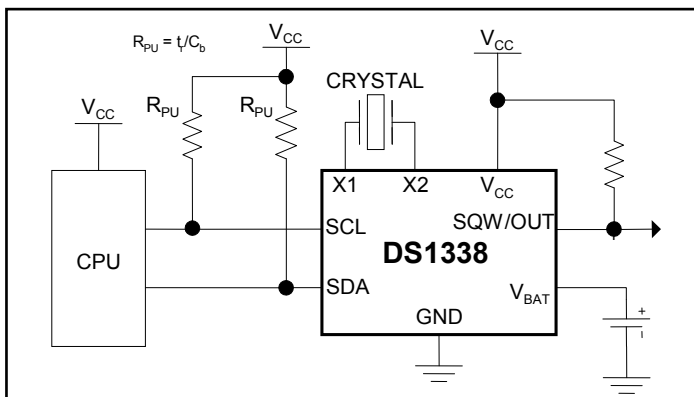 R_PU = t_r/C_b
V_CC
V_CC
CRYSTAL
V_CC
R_PU
R_PU
X1
X2
V_CC
SCL
SQW/OUT
CPU
DS1338
SDA
V_BAT
GND
+
−